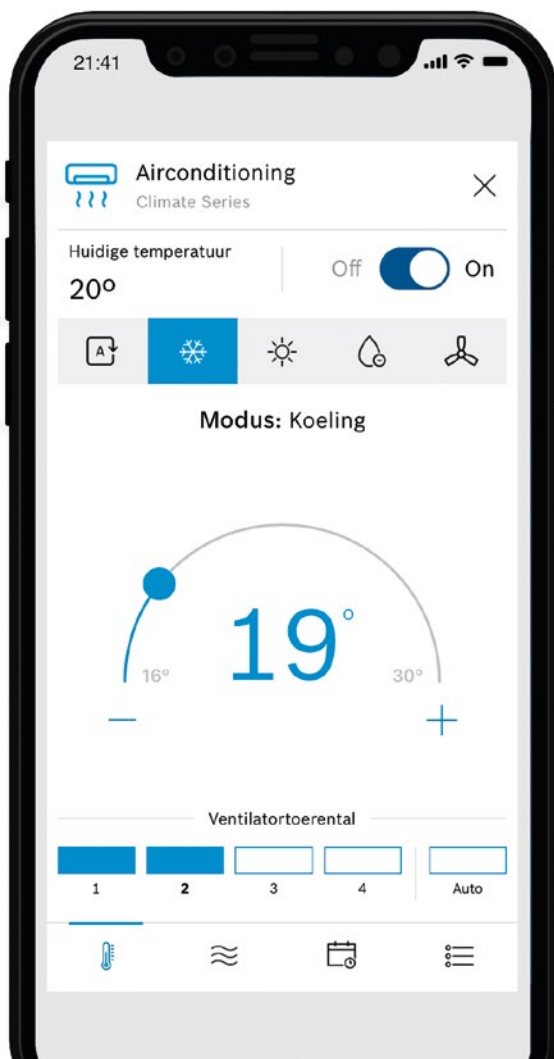 21:41
Airconditioning
Climate Series
Huidige temperatuur
20°
Off On
A
Modus: Koeling
19°
16° 30°
Ventilatortoerental
1 2 3 4 Auto